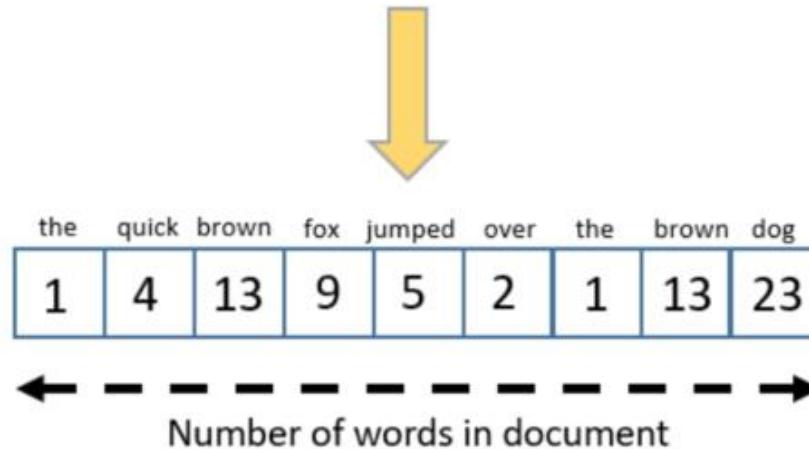 the quick brown fox jumped over the brown dog
1 4 13 9 5 2 1 13 23
Number of words in document